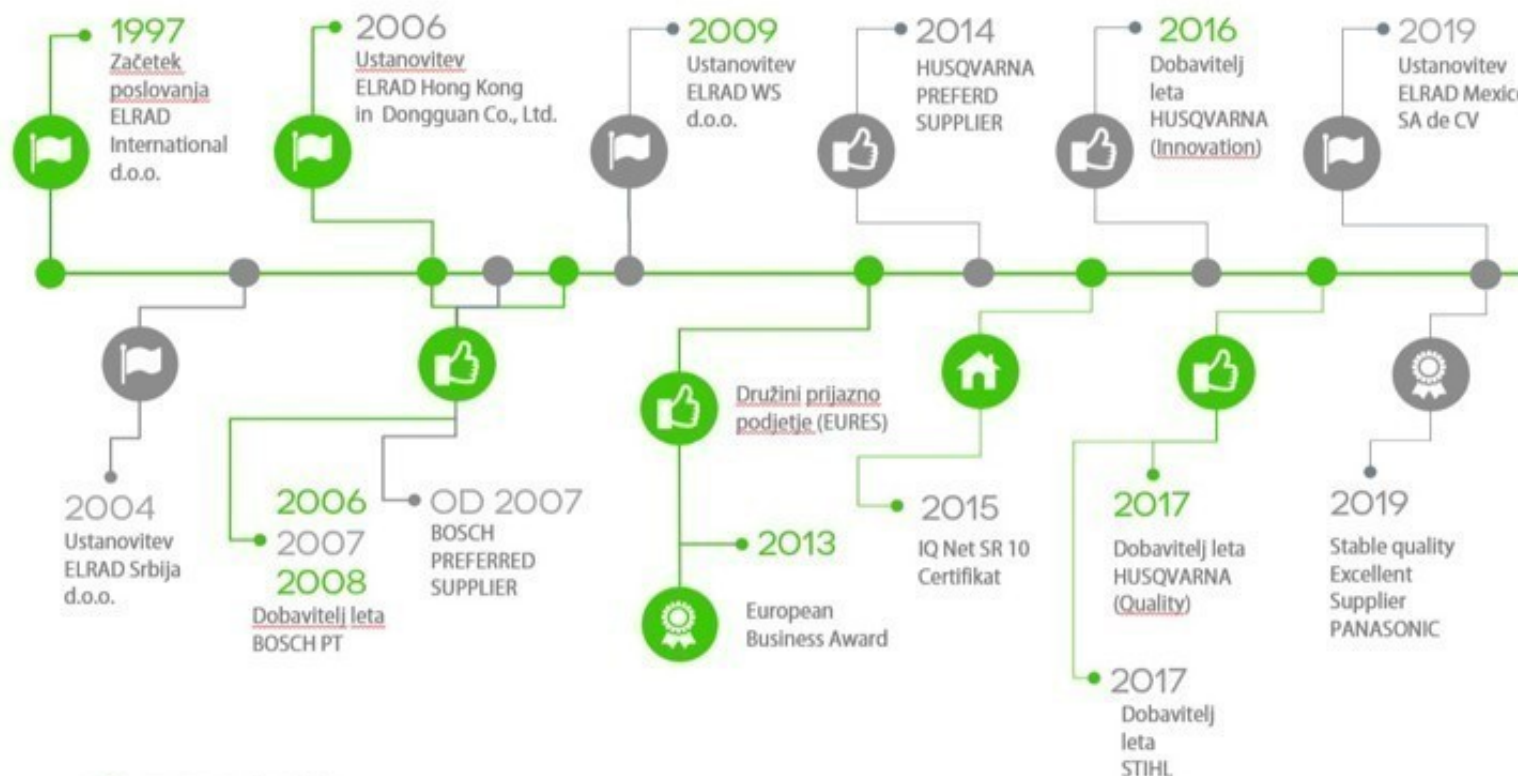 1997
Začetek
poslovanja
ELRAD
International
d.o.o.
2006
Ustanovitev
ELRAD Hong Kong
in Dongguan Co., Ltd.
2009
Ustanovitev
ELRAD WS
d.o.o.
2014
HUSQVARNA
PREFERD
SUPPLIER
2016
Dobavitelj
leta
HUSQVARNA
(Innovation)
2019
Ustanovitev
ELRAD Mexico
SA de CV
2004
Ustanovitev
ELRAD Srbija
d.o.o.
2006
2007
2008
Dobavitelj leta
BOSCH PT
OD 2007
BOSCH
PREFERRED
SUPPLIER
Družini prijazno
podjetje (EURES)
2013
European
Business Award
2015
IQ Net SR 10
Certifikat
2017
Dobavitelj leta
HUSQVARNA
(Quality)
2017
Dobavitelj
leta
STIHL
2019
Stable quality
Excellent
Supplier
PANASONIC